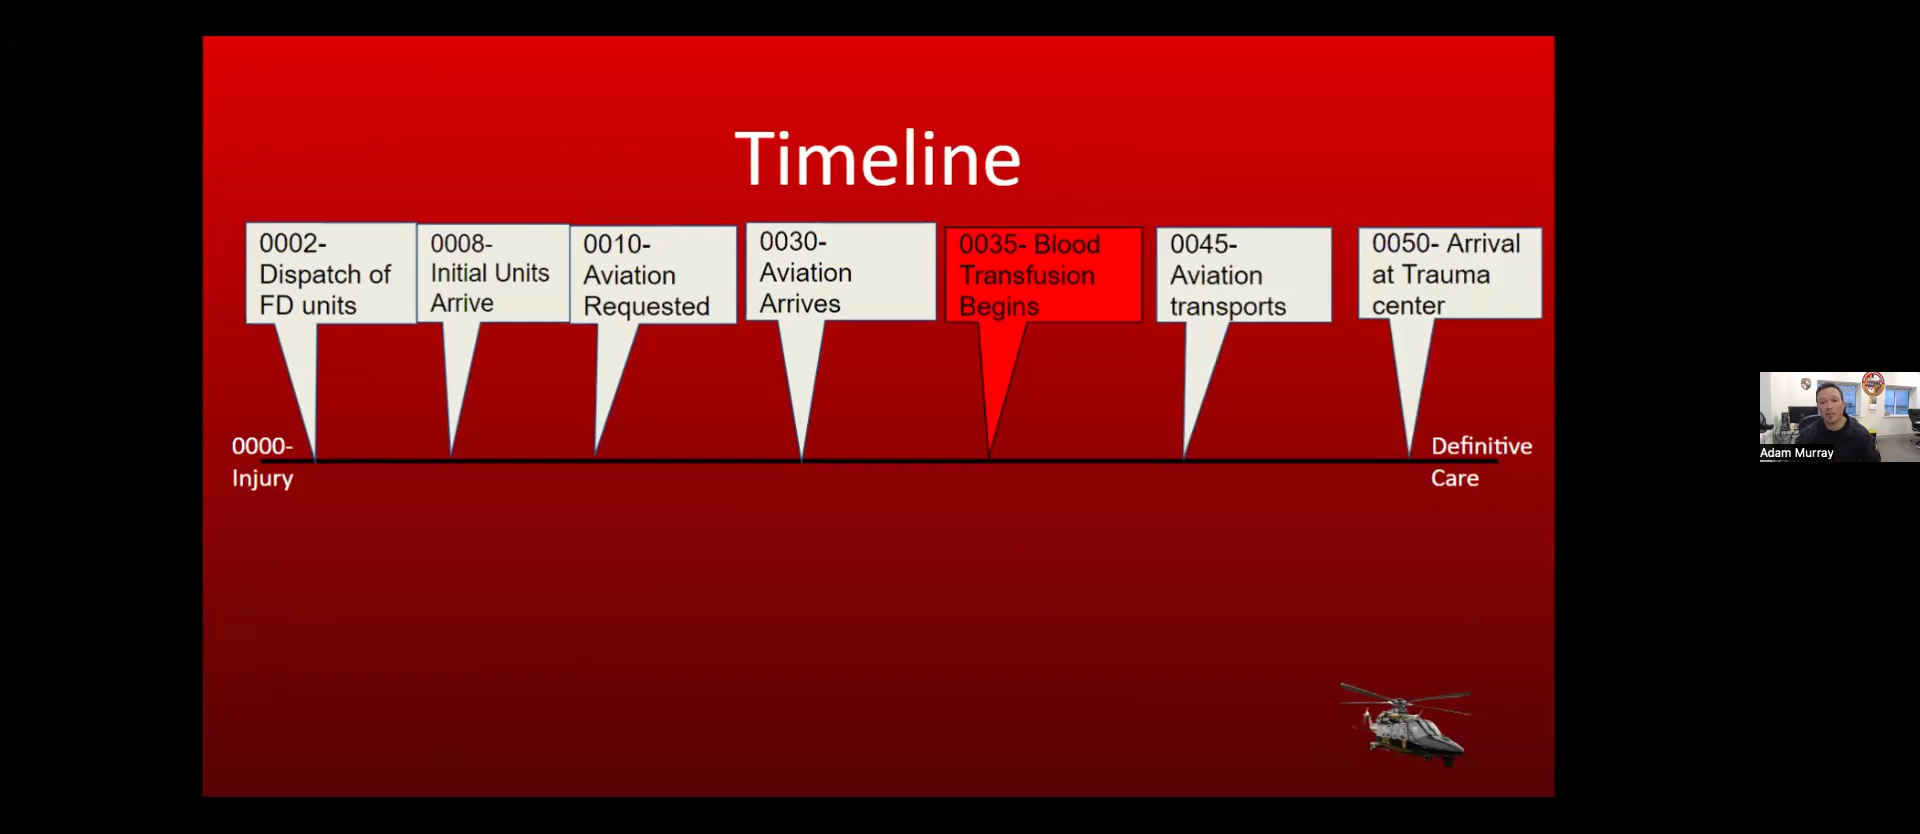 Timeline
0002-
Dispatch of
FD units
0008-
Initial Units
Arrive
0010-
Aviation
Requested
0030-
Aviation
Arrives
0035- Blood
Transfusion
Begins
0045-
Aviation
transports
0050- Arrival
at Trauma
center
0000-
Injury
Definitive
Care
Adam Murray